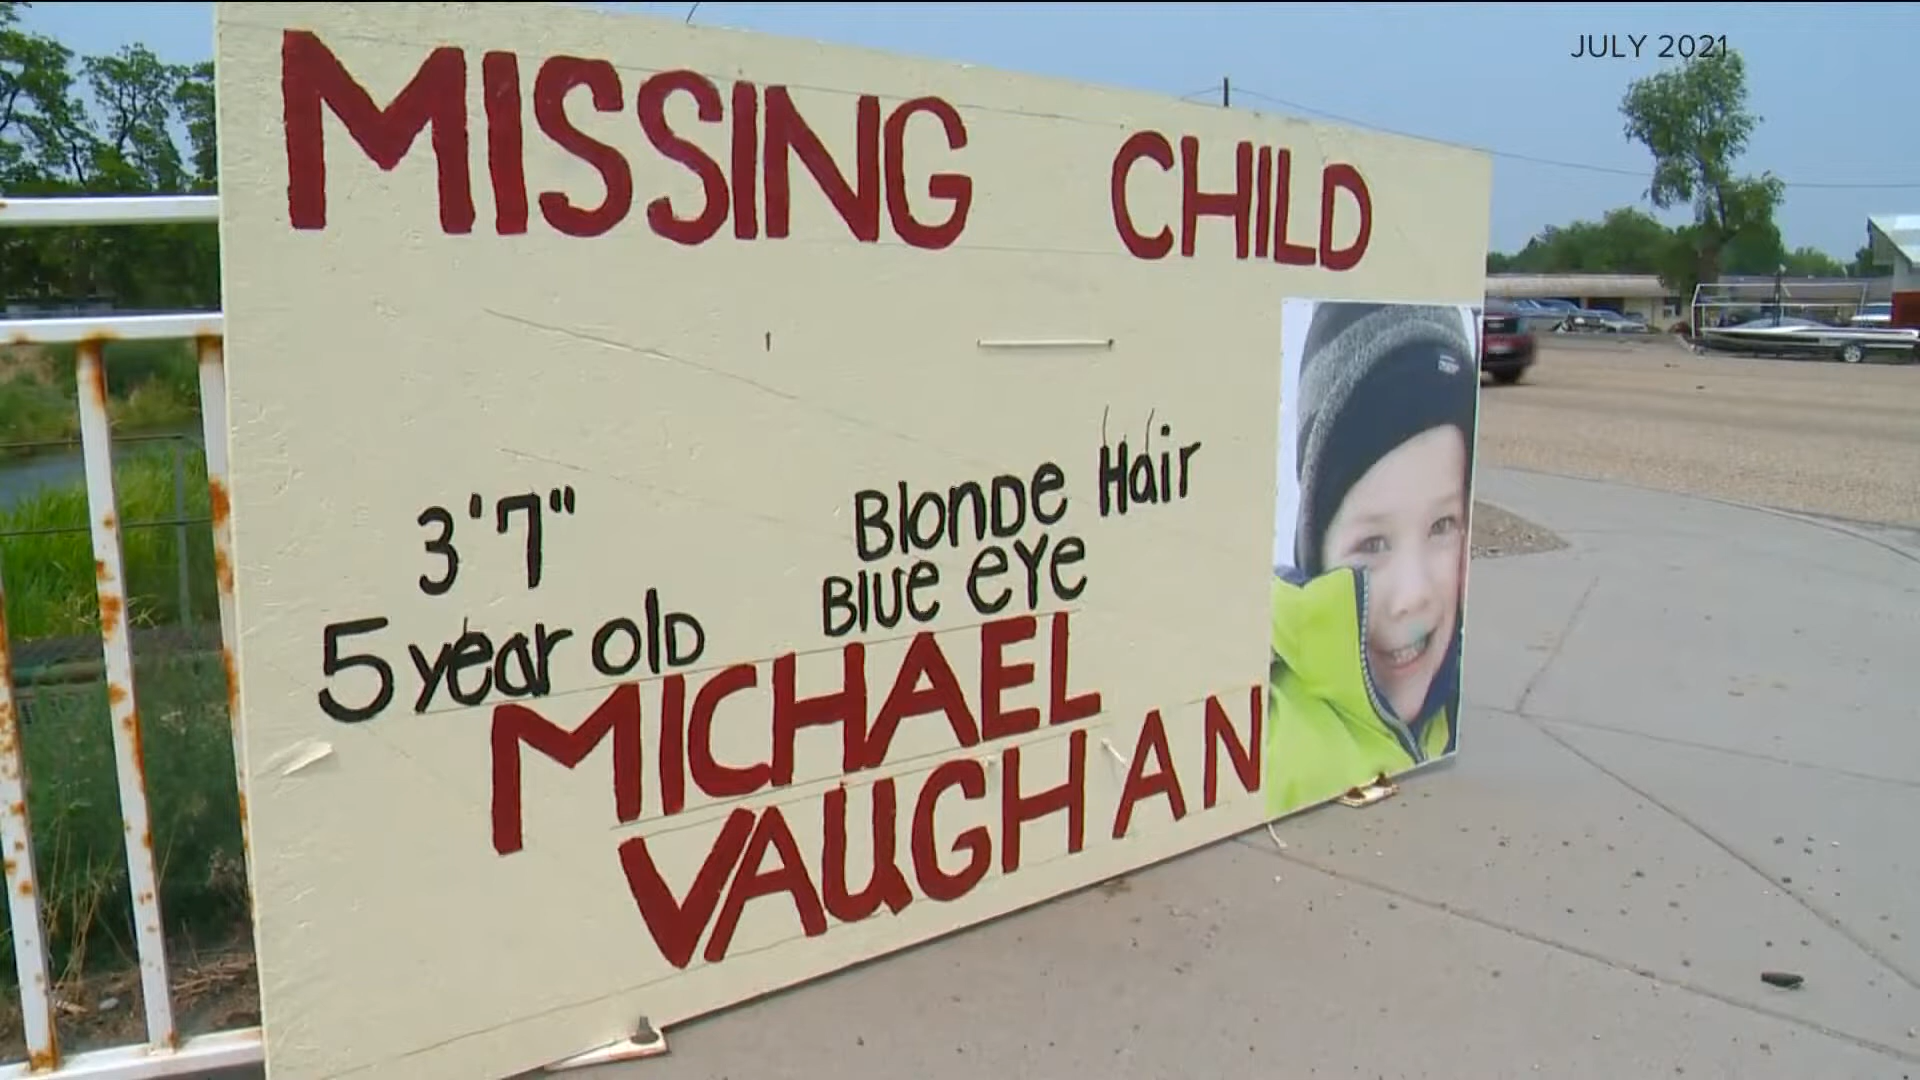 JULY 2021
MISSING CHILD
3'7"
Blonde Hair
5 year old
Blue eye
MICHAEL
VAUGHAN